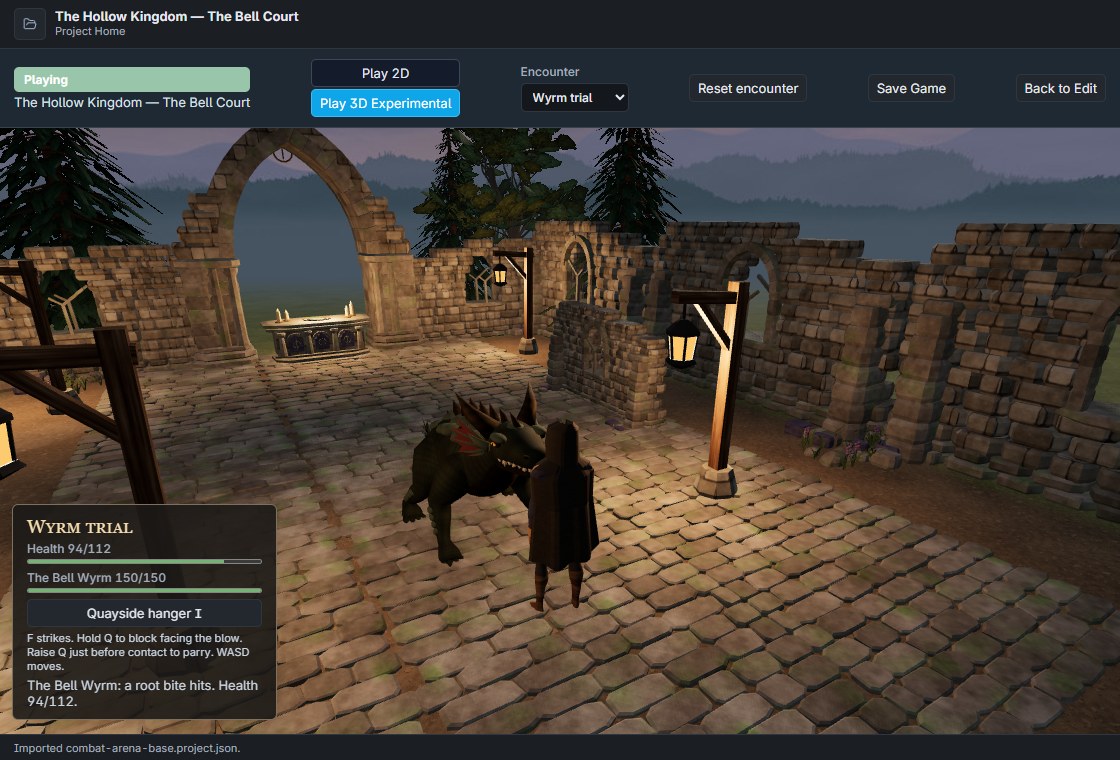 The Hollow Kingdom — The Bell Court
Project Home
Playing
The Hollow Kingdom — The Bell Court
Play 2D
Play 3D Experimental
Encounter
Wyrm trial
Reset encounter
Save Game
Back to Edit
Wyrm trial
Health 94/112
The Bell Wyrm 150/150
Quayside hanger I
F strikes. Hold Q to block facing the blow.
Raise Q just before contact to parry. WASD
moves.
The Bell Wyrm: a root bite hits. Health
94/112.
Imported combat-arena-base.project.json.